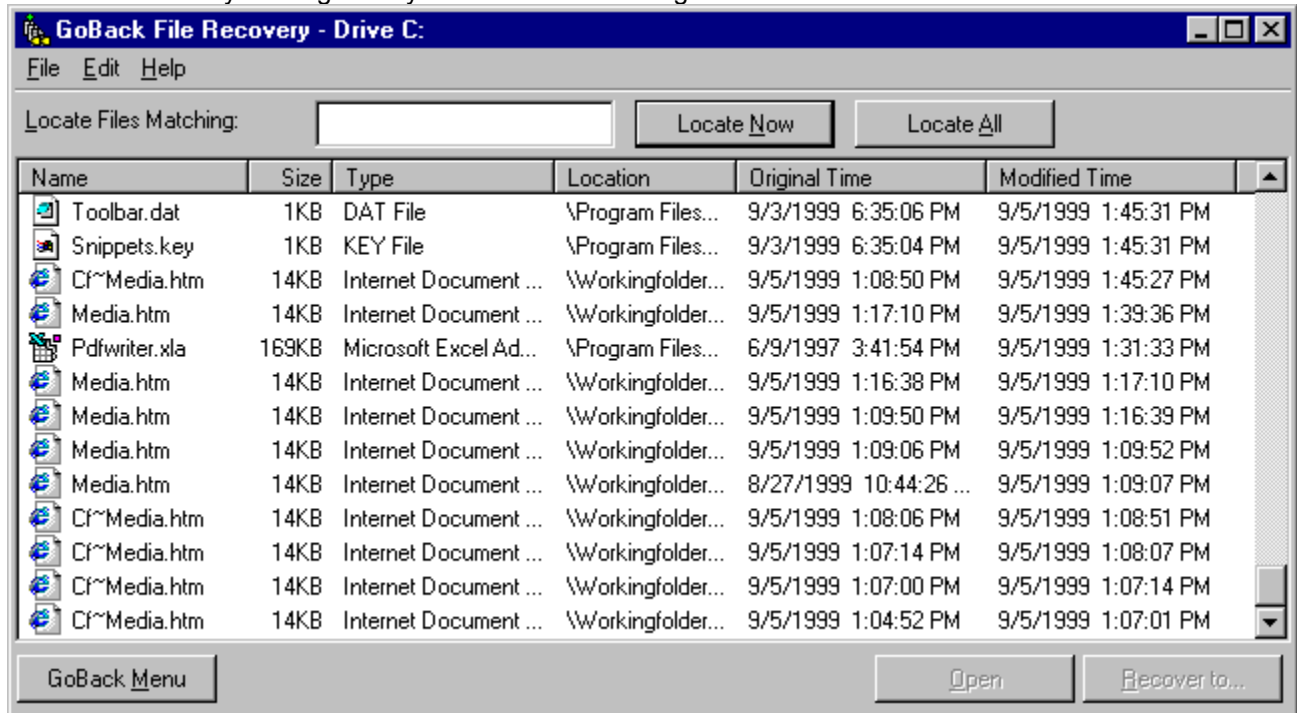 GoBack File Recovery - Drive C:
File Edit Help
Locate Files Matching: Locate Now Locate All
Name Size Type Location Original Time Modified Time
Toolbar.dat 1KB DAT File \Program Files... 9/3/1999 6:35:06 PM 9/5/1999 1:45:31 PM
Snippets.key 1KB KEY File \Program Files... 9/3/1999 6:35:04 PM 9/5/1999 1:45:31 PM
Cf~Media.htm 14KB Internet Document ... \Workingfolder... 9/5/1999 1:08:50 PM 9/5/1999 1:45:27 PM
Media.htm 14KB Internet Document ... \Workingfolder... 9/5/1999 1:17:10 PM 9/5/1999 1:39:36 PM
Pdfwriter.xla 169KB Microsoft Excel Ad... \Program Files... 6/9/1997 3:41:54 PM 9/5/1999 1:31:33 PM
Media.htm 14KB Internet Document ... \Workingfolder... 9/5/1999 1:16:38 PM 9/5/1999 1:17:10 PM
Media.htm 14KB Internet Document ... \Workingfolder... 9/5/1999 1:09:50 PM 9/5/1999 1:16:39 PM
Media.htm 14KB Internet Document ... \Workingfolder... 9/5/1999 1:09:06 PM 9/5/1999 1:09:52 PM
Media.htm 14KB Internet Document ... \Workingfolder... 8/27/1999 10:44:26 ... 9/5/1999 1:09:07 PM
Cf~Media.htm 14KB Internet Document ... \Workingfolder... 9/5/1999 1:08:06 PM 9/5/1999 1:08:51 PM
Cf~Media.htm 14KB Internet Document ... \Workingfolder... 9/5/1999 1:07:14 PM 9/5/1999 1:08:07 PM
Cf~Media.htm 14KB Internet Document ... \Workingfolder... 9/5/1999 1:07:00 PM 9/5/1999 1:07:14 PM
Cf~Media.htm 14KB Internet Document ... \Workingfolder... 9/5/1999 1:04:52 PM 9/5/1999 1:07:01 PM
GoBack Menu Open Recover to...